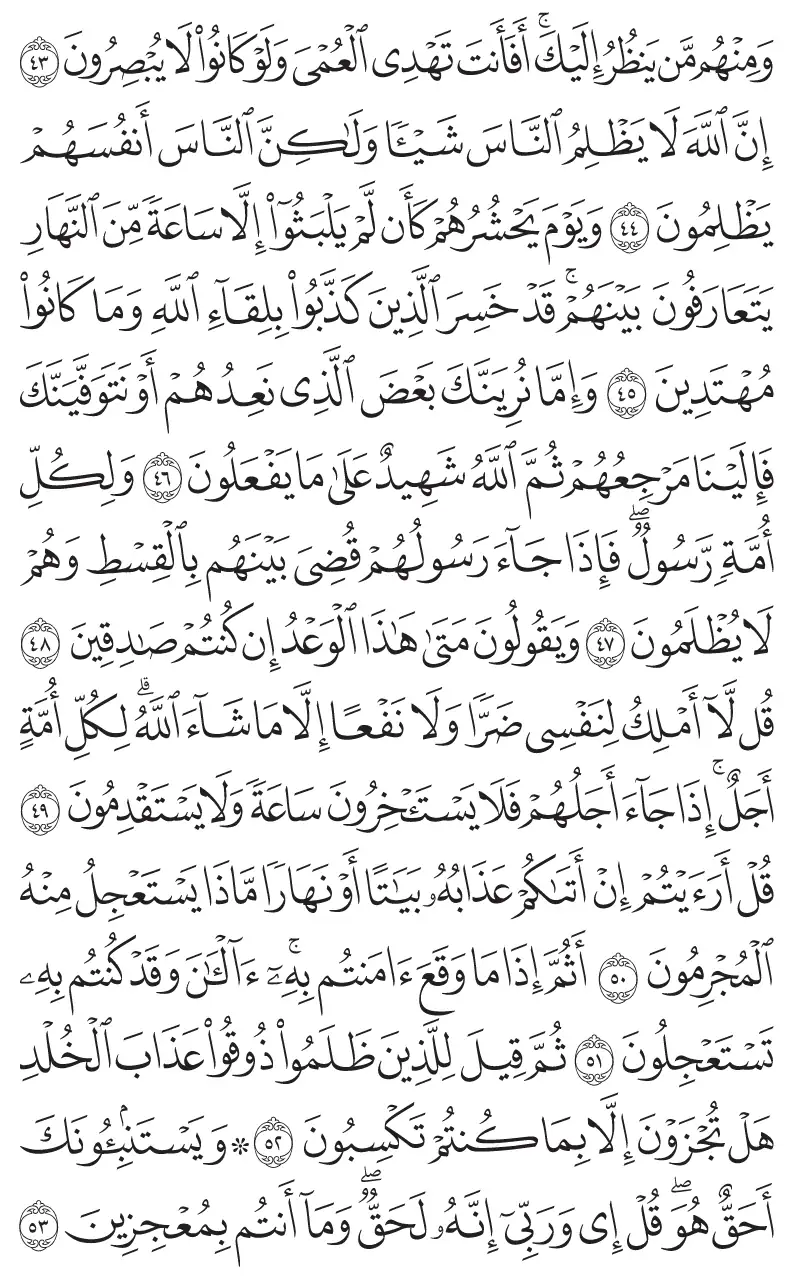 وَمِنْهُم مَّن يَنظُرُ إِلَيْكَ ۚ أَفَأَنتَ تَهْدِى ٱلْعُمْىَ وَلَوْ كَانُوا۟ لَا يُبْصِرُونَ ٤٣
إِنَّ ٱللَّهَ لَا يَظْلِمُ ٱلنَّاسَ شَيْـًٔا وَلَـٰكِنَّ ٱلنَّاسَ أَنفُسَهُمْ
يَظْلِمُونَ ٤٤ وَيَوْمَ يَحْشُرُهُمْ كَأَن لَّمْ يَلْبَثُوٓا۟ إِلَّا سَاعَةً مِّنَ ٱلنَّهَارِ
يَتَعَارَفُونَ بَيْنَهُمْ ۚ قَدْ خَسِرَ ٱلَّذِينَ كَذَّبُوا۟ بِلِقَآءِ ٱللَّهِ وَمَا كَانُوا۟
مُهْتَدِينَ ٤٥ وَإِمَّا نُرِيَنَّكَ بَعْضَ ٱلَّذِى نَعِدُهُمْ أَوْ نَتَوَفَّيَنَّكَ
فَإِلَيْنَا مَرْجِعُهُمْ ثُمَّ ٱللَّهُ شَهِيدٌ عَلَىٰ مَا يَفْعَلُونَ ٤٦ وَلِكُلِّ
أُمَّةٍ رَّسُولٌ ۖ فَإِذَا جَآءَ رَسُولُهُمْ قُضِىَ بَيْنَهُم بِٱلْقِسْطِ وَهُمْ
لَا يُظْلَمُونَ ٤٧ وَيَقُولُونَ مَتَىٰ هَـٰذَا ٱلْوَعْدُ إِن كُنتُمْ صَـٰدِقِينَ ٤٨
قُل لَّآ أَمْلِكُ لِنَفْسِى ضَرًّا وَلَا نَفْعًا إِلَّا مَا شَآءَ ٱللَّهُ ۗ لِكُلِّ أُمَّةٍ
أَجَلٌ ۚ إِذَا جَآءَ أَجَلُهُمْ فَلَا يَسْتَـْٔخِرُونَ سَاعَةً وَلَا يَسْتَقْدِمُونَ ٤٩
قُلْ أَرَءَيْتُمْ إِنْ أَتَىٰكُمْ عَذَابُهُۥ بَيَـٰتًا أَوْ نَهَارًا مَّاذَا يَسْتَعْجِلُ مِنْهُ
ٱلْمُجْرِمُونَ ٥٠ أَثُمَّ إِذَا مَا وَقَعَ ءَامَنتُم بِهِۦٓ ۚ ءَآلْـَٔـٰنَ وَقَدْ كُنتُم بِهِۦ
تَسْتَعْجِلُونَ ٥١ ثُمَّ قِيلَ لِلَّذِينَ ظَلَمُوا۟ ذُوقُوا۟ عَذَابَ ٱلْخُلْدِ
هَلْ تُجْزَوْنَ إِلَّا بِمَا كُنتُمْ تَكْسِبُونَ ٥٢ * وَيَسْتَنۢبِـُٔونَكَ
أَحَقٌّ هُوَ ۖ قُلْ إِى وَرَبِّىٓ إِنَّهُۥ لَحَقٌّ ۖ وَمَآ أَنتُم بِمُعْجِزِينَ ٥٣